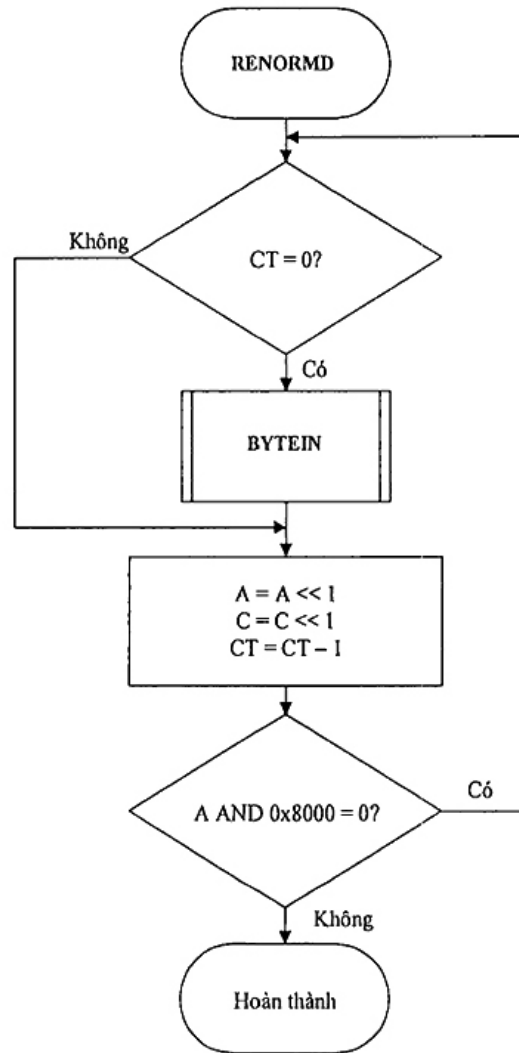 RENORMD
Không
CT = 0?
Có
BYTEIN
A = A << 1
C = C << 1
CT = CT – 1
A AND 0x8000 = 0?
Có
Không
Hoàn thành